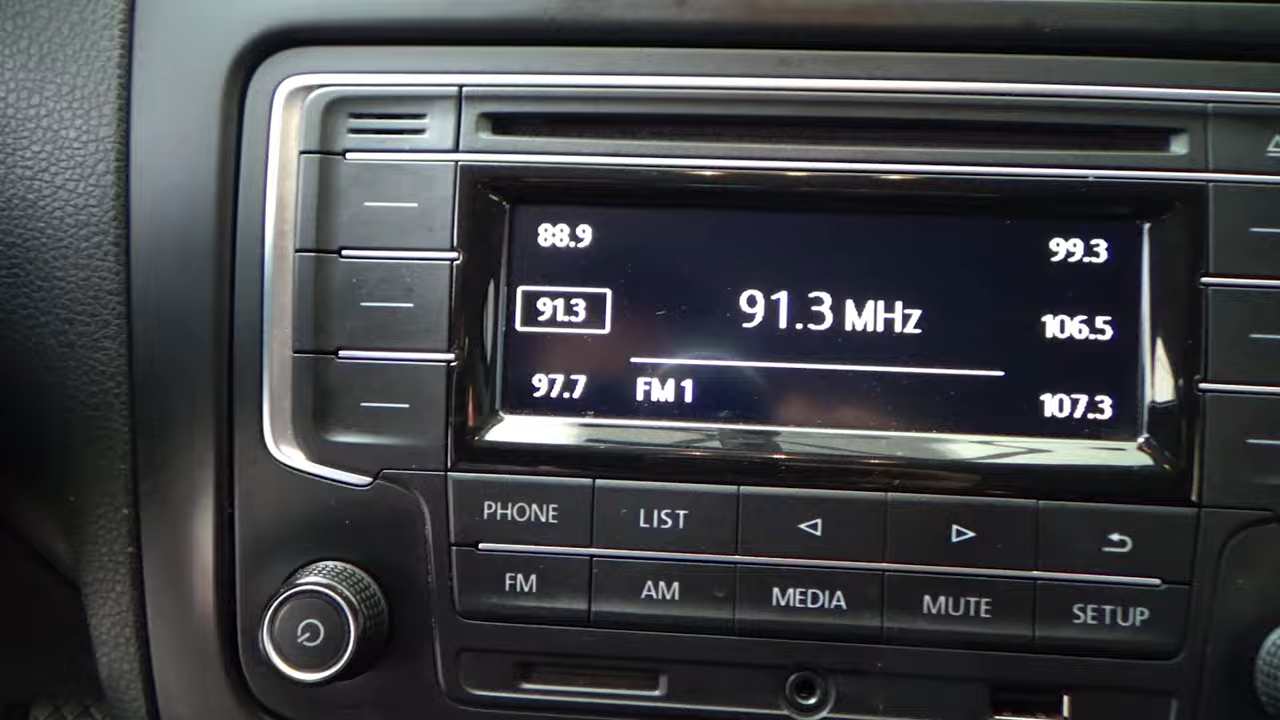 88.9
99.3
91.3
91.3 MHz
106.5
97.7
FM 1
107.3
PHONE
LIST
FM
AM
MEDIA
MUTE
SETUP